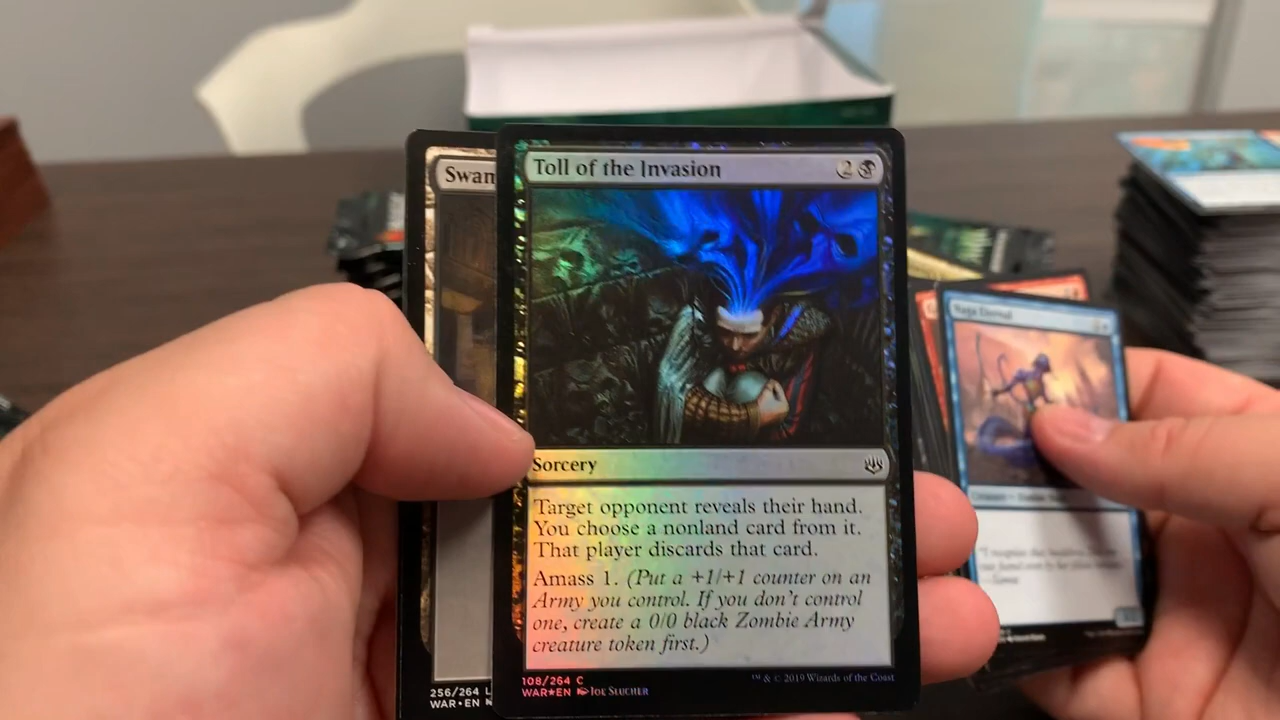 Swam
Toll of the Invasion
2
Sorcery
Target opponent reveals their hand.
You choose a nonland card from it.
That player discards that card.
Amass 1. (Put a +1/+1 counter on an
Army you control. If you don't control
one, create a 0/0 black Zombie Army
creature token first.)
108/264 C
WAR★EN Joe Slucher
™ & © 2019 Wizards of the Coast
256/264 L
WAR•EN
Naga Eternal